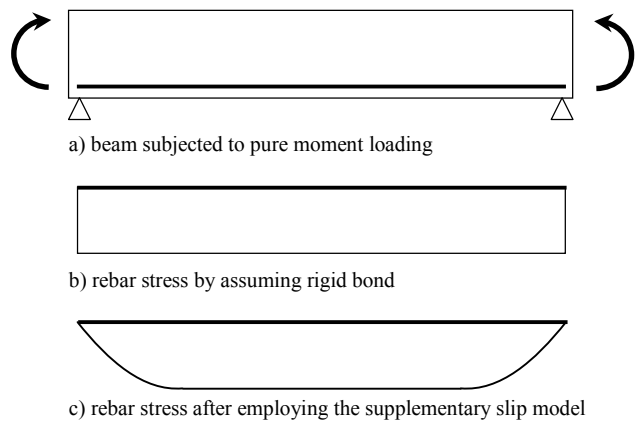 a) beam subjected to pure moment loading
b) rebar stress by assuming rigid bond
c) rebar stress after employing the supplementary slip model